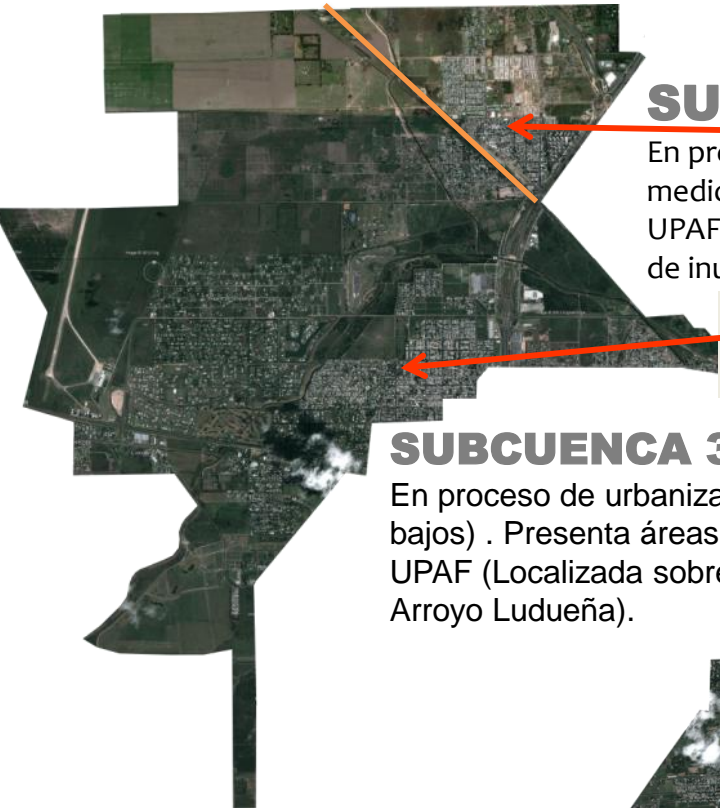 SU
En pro
medio
UPAF
de inu
SUBCUENCA 3
En proceso de urbaniza
bajos) . Presenta áreas
UPAF (Localizada sobre
Arroyo Ludueña).